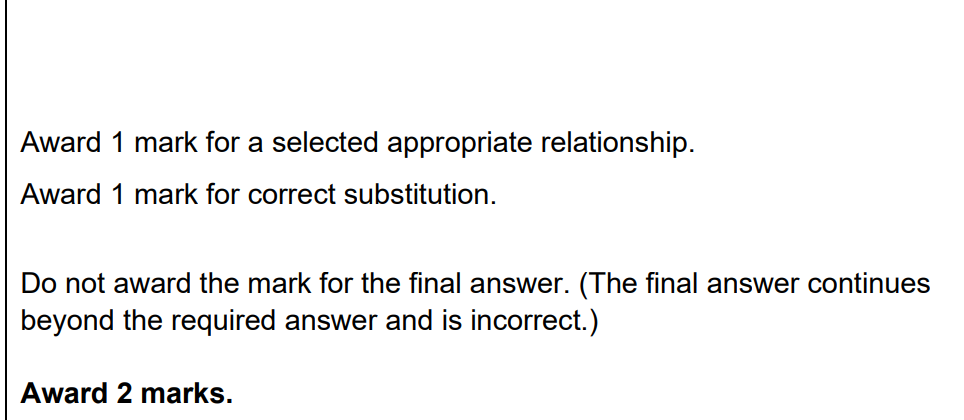 Award 1 mark for a selected appropriate relationship.
Award 1 mark for correct substitution.
Do not award the mark for the final answer. (The final answer continues
beyond the required answer and is incorrect.)
Award 2 marks.